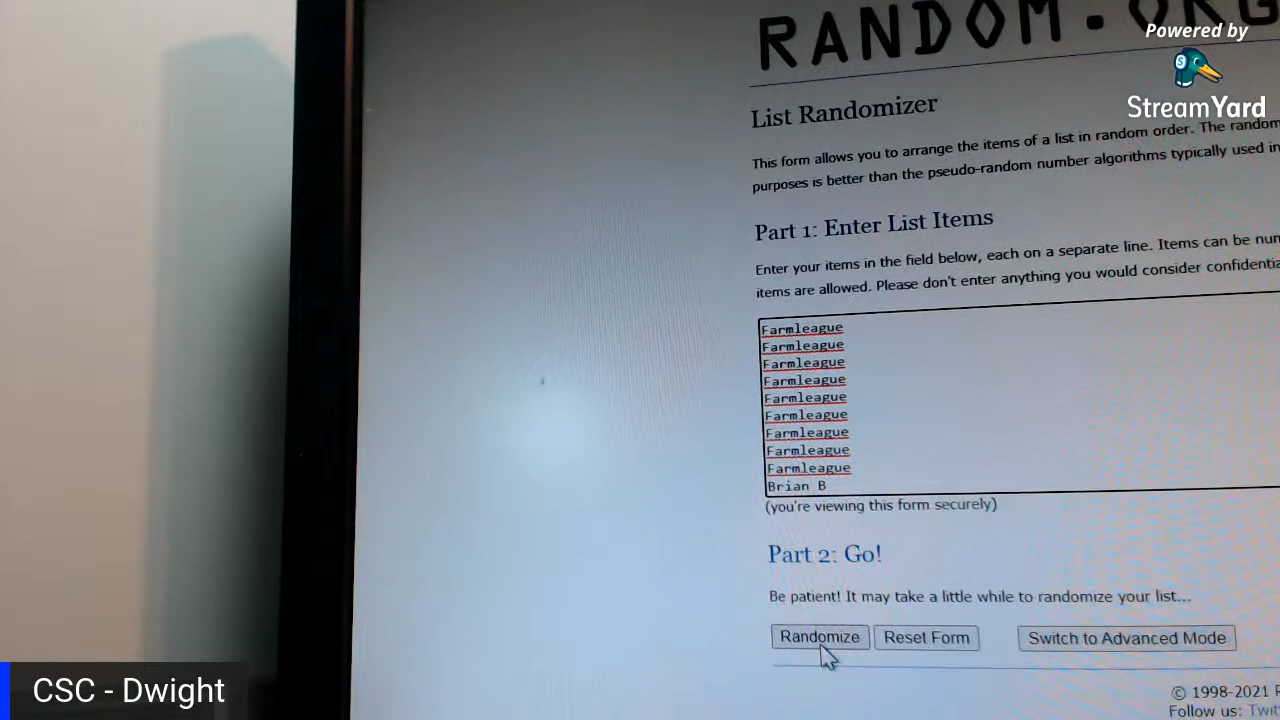 RANDOM.ORG
Powered by
StreamYard
List Randomizer
This form allows you to arrange the items of a list in random order. The random
purposes is better than the pseudo-random number algorithms typically used in
Part 1: Enter List Items
Enter your items in the field below, each on a separate line. Items can be
items are allowed. Please don't enter anything you would consider
Farmleague
Farmleague
Farmleague
Farmleague
Farmleague
Farmleague
Farmleague
Farmleague
Farmleague
Brian B
(you're viewing this form securely)
Part 2: Go!
Be patient! It may take a little while to randomize your list...
Randomize Reset Form Switch to Advanced Mode
CSC - Dwight
© 1998-2021
Follow us: